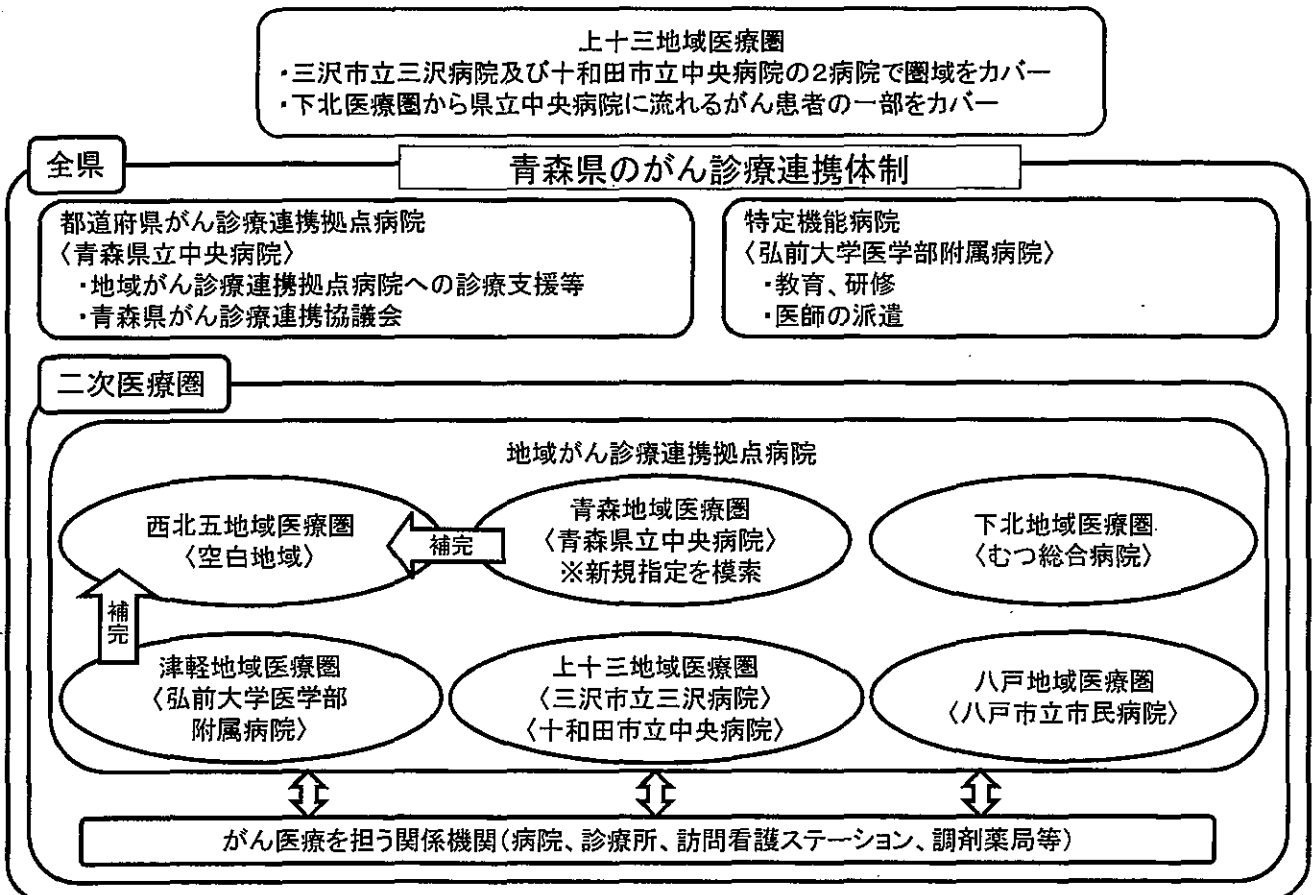 上十三地域医療圏
・三沢市立三沢病院及び十和田市立中央病院の2病院で圏域をカバー
・下北医療圏から県立中央病院に流れるがん患者の一部をカバー
全県
青森県のがん診療連携体制
都道府県がん診療連携拠点病院
〈青森県立中央病院〉
・地域がん診療連携拠点病院への診療支援等
・青森県がん診療連携協議会
特定機能病院
〈弘前大学医学部附属病院〉
・教育、研修
・医師の派遣
二次医療圏
地域がん診療連携拠点病院
西北五地域医療圏
〈空白地域〉
補完
青森地域医療圏
〈青森県立中央病院〉
※新規指定を模索
下北地域医療圏
〈むつ総合病院〉
補完
津軽地域医療圏
〈弘前大学医学部
附属病院〉
上十三地域医療圏
〈三沢市立三沢病院〉
〈十和田市立中央病院〉
八戸地域医療圏
〈八戸市立市民病院〉
がん医療を担う関係機関(病院、診療所、訪問看護ステーション、調剤薬局等)